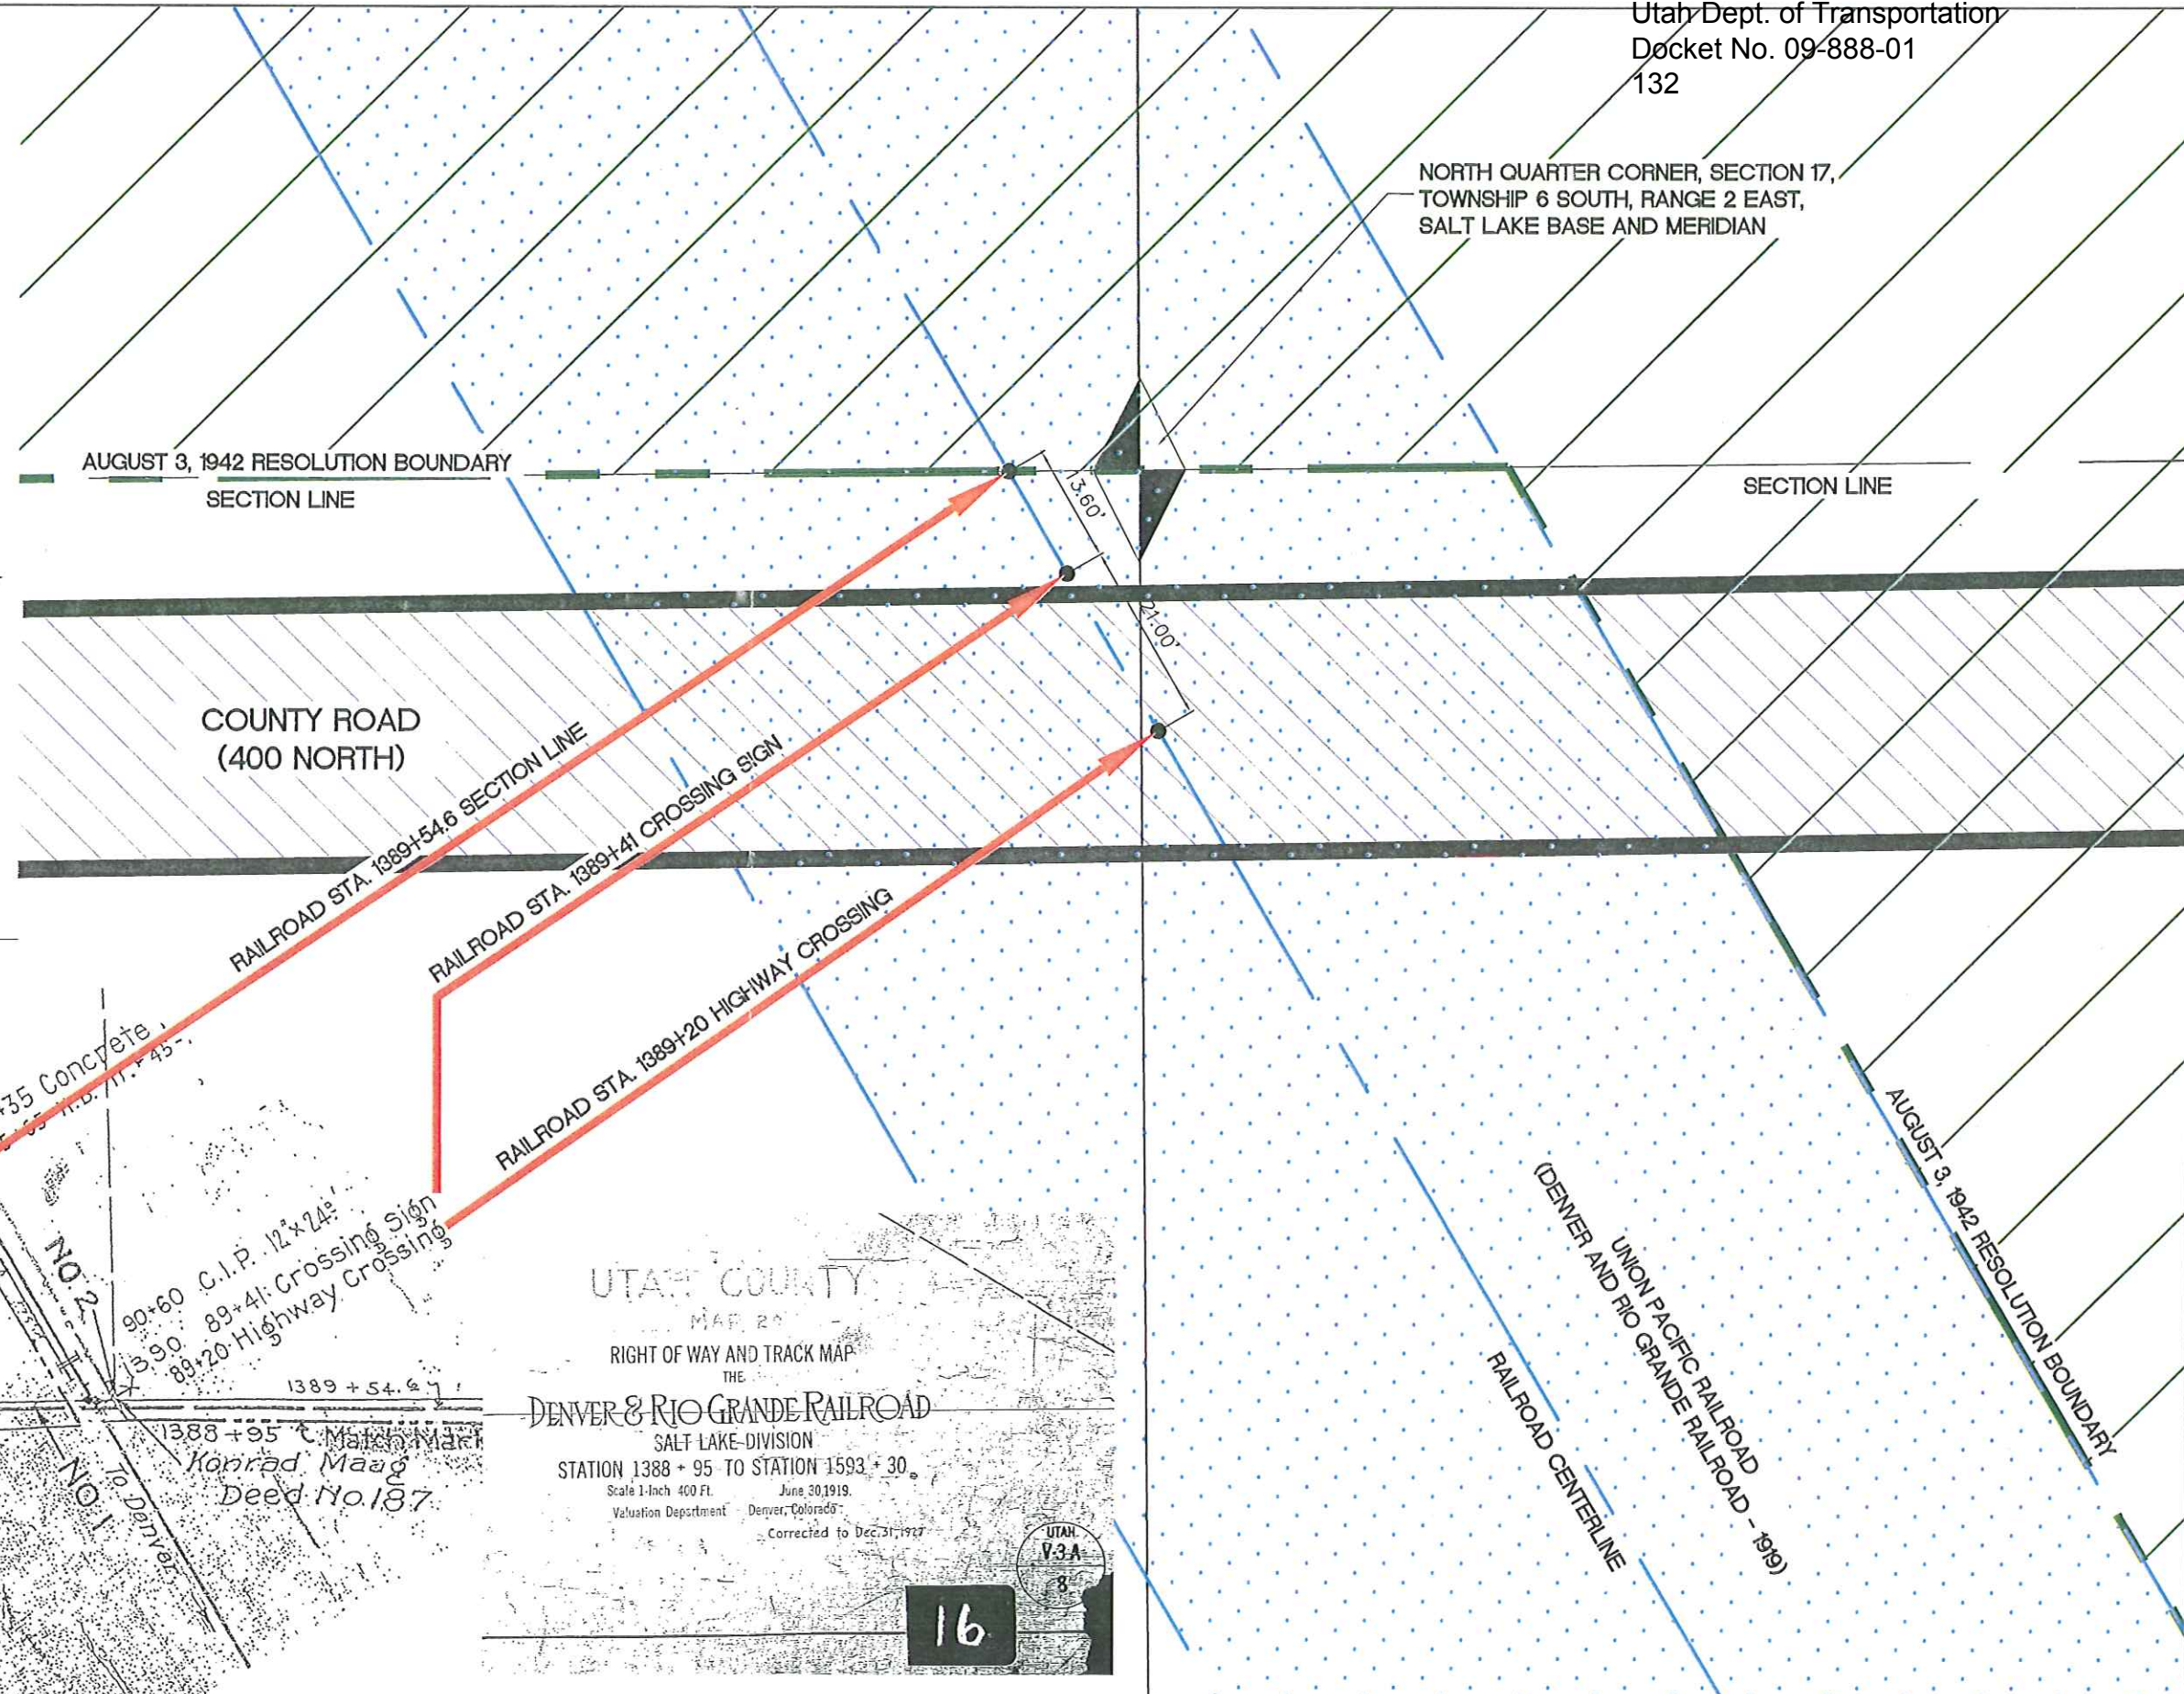 Utah Dept. of Transportation
Docket No. 09-888-01
132
NORTH QUARTER CORNER, SECTION 17,
TOWNSHIP 6 SOUTH, RANGE 2 EAST,
SALT LAKE BASE AND MERIDIAN
AUGUST 3, 1942 RESOLUTION BOUNDARY
SECTION LINE
SECTION LINE
13.60'
21.00'
COUNTY ROAD
(400 NORTH)
RAILROAD STA. 1389+54.6 SECTION LINE
RAILROAD STA. 1389+41 CROSSING SIGN
RAILROAD STA. 1389+20 HIGHWAY CROSSING
+35 Concrete
NO. 2
90+60 C.I.P. 12"x24'
1390 89+41 Crossing Sign
89+20 Highway Crossing
1389 + 54.6
1388+95 Match Mark
Konrad Maag
Deed No. 187
NO. 1
To Denver
UTAH COUNTY
RIGHT OF WAY AND TRACK MAP
THE
DENVER & RIO GRANDE RAILROAD
SALT LAKE DIVISION
STATION 1388 + 95 TO STATION 1593 + 30
Scale 1-Inch 400 Ft. June 30, 1919.
Valuation Department Denver, Colorado
Corrected to Dec. 31, 1927
UTAH
V-3-A
8
16
AUGUST 3, 1942 RESOLUTION BOUNDARY
UNION PACIFIC RAILROAD
(DENVER AND RIO GRANDE RAILROAD - 1919)
RAILROAD CENTERLINE